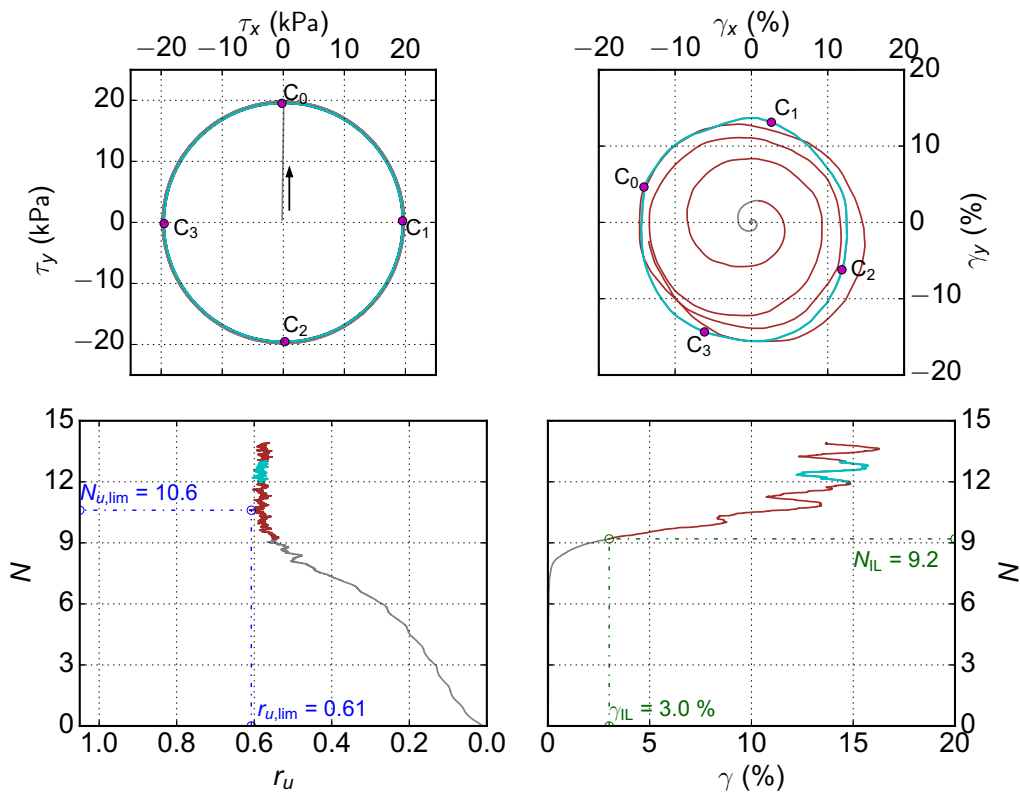 τx (kPa)
−20 −10 0 10 20
τy (kPa)
20
10
0
−10
−20
C0
C1
C2
C3
γx (%)
−20 −10 0 10 20
20
10
0
−10
−20
γy (%)
C1
C0
C2
C3
15
12
9
6
3
0
N
Nu,lim = 10.6
ru,lim = 0.61
1.0 0.8 0.6 0.4 0.2 0.0
ru
15
12
9
6
3
0
N
NIL = 9.2
γIL = 3.0 %
0 5 10 15 20
γ (%)